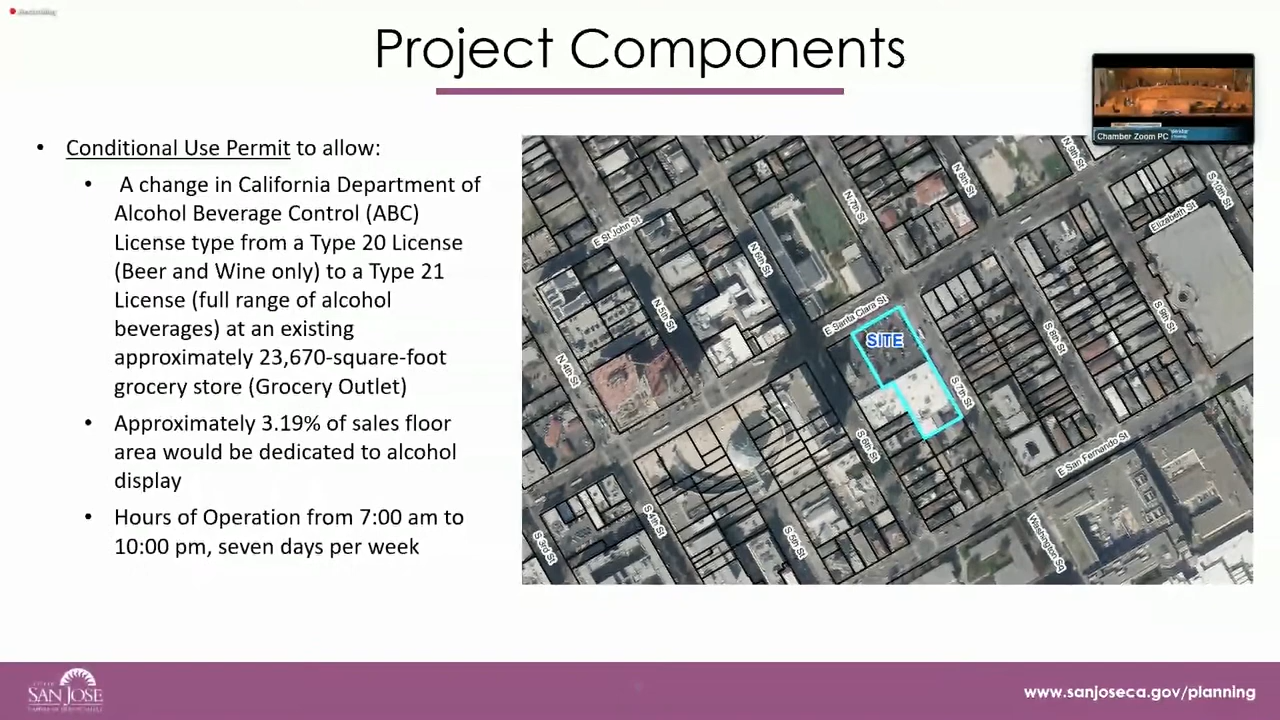 Project Components
• Conditional Use Permit to allow:
• A change in California Department of
Alcohol Beverage Control (ABC)
License type from a Type 20 License
(Beer and Wine only) to a Type 21
License (full range of alcohol
beverages) at an existing
approximately 23,670-square-foot
grocery store (Grocery Outlet)
• Approximately 3.19% of sales floor
area would be dedicated to alcohol
display
• Hours of Operation from 7:00 am to
10:00 pm, seven days per week
Chamber Zoom PC
N 9th St
N 8th St
S 10th St
N 7th St
Elizabeth St
E St John St
N 6th St
E Santa Clara St
N 5th St
SITE
S 9th St
S 8th St
N 4th St
S 7th St
S 6th St
E San Fernando St
S 4th St
S 5th St
S 3rd St
Washington Sq
SAN JOSE
www.sanjoseca.gov/planning